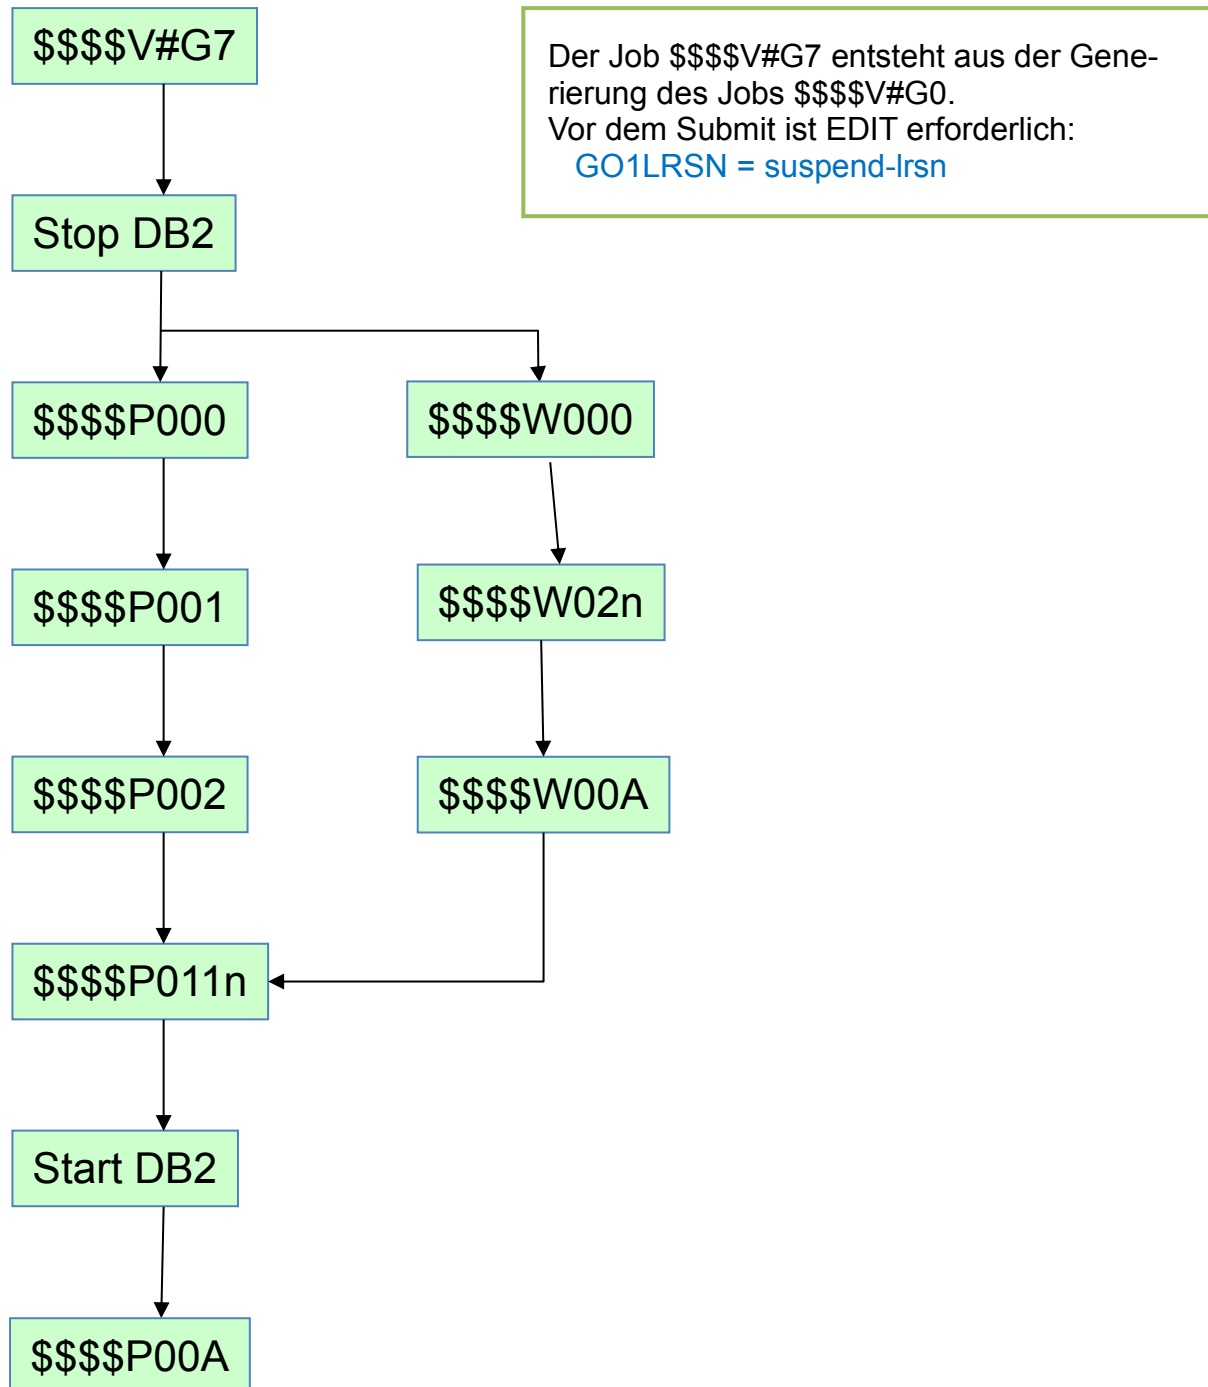 $$$$V#G7
Der Job $$$$V#G7 entsteht aus der Gene-
rierung des Jobs $$$$V#G0.
Vor dem Submit ist EDIT erforderlich:
GO1LRSN = suspend-lrsn
Stop DB2
$$$$P000
$$$$W000
$$$$P001
$$$$W02n
$$$$P002
$$$$W00A
$$$$P011n
Start DB2
$$$$P00A